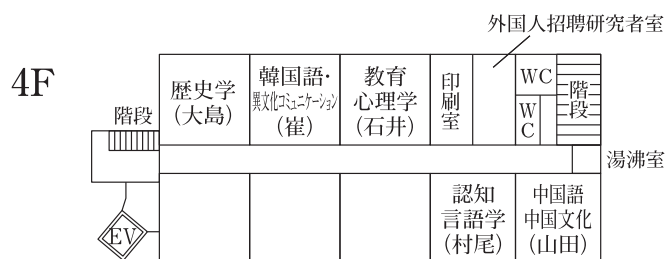 外国人招聘研究者室
4F
歴史学
(大島)
韓国語・
異文化コミュニケーション
(崔)
教育
心理学
(石井)
印刷室
WC
WC
階段
階段
湯沸室
EV
認知
言語学
(村尾)
中国語
中国文化
(山田)